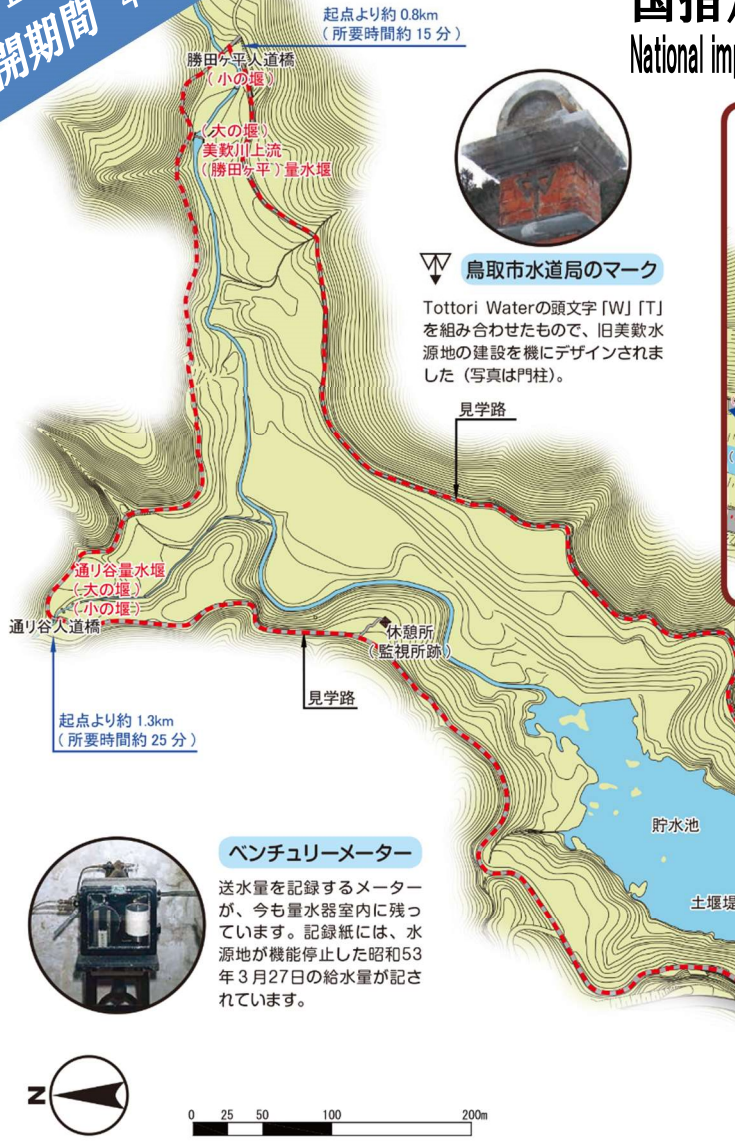 開期間
国指
National imp
起点より約 0.8km
(所要時間約 15 分)
勝田ヶ平人道橋
(小の堰)
(大の堰)
美歎川上流
(勝田ヶ平)量水堰
鳥取市水道局のマーク
Tottori Waterの頭文字「W」「T」
を組み合わせたもので、旧美歎水
源地の建設を機にデザインされま
した(写真は門柱)。
見学路
通り谷量水堰
(大の堰)
(小の堰)
通り谷人道橋
休憩所
(監視所跡)
見学路
起点より約 1.3km
(所要時間約 25 分)
貯水池
土堰堤
ベンチュリーメーター
送水量を記録するメーター
が、今も量水器室内に残っ
ています。記録紙には、水
源地が機能停止した昭和53
年3月27日の給水量が記さ
れています。
N
0 25 50 100 200m